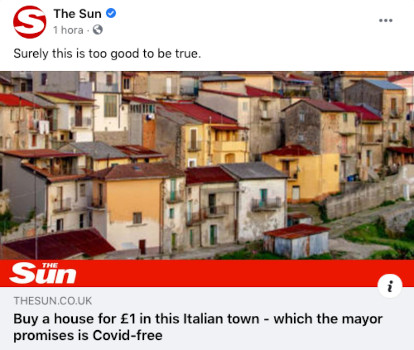 The Sun
1 hora ·
Surely this is too good to be true.
THE
Sun
THESUN.CO.UK
Buy a house for £1 in this Italian town - which the mayor
promises is Covid-free